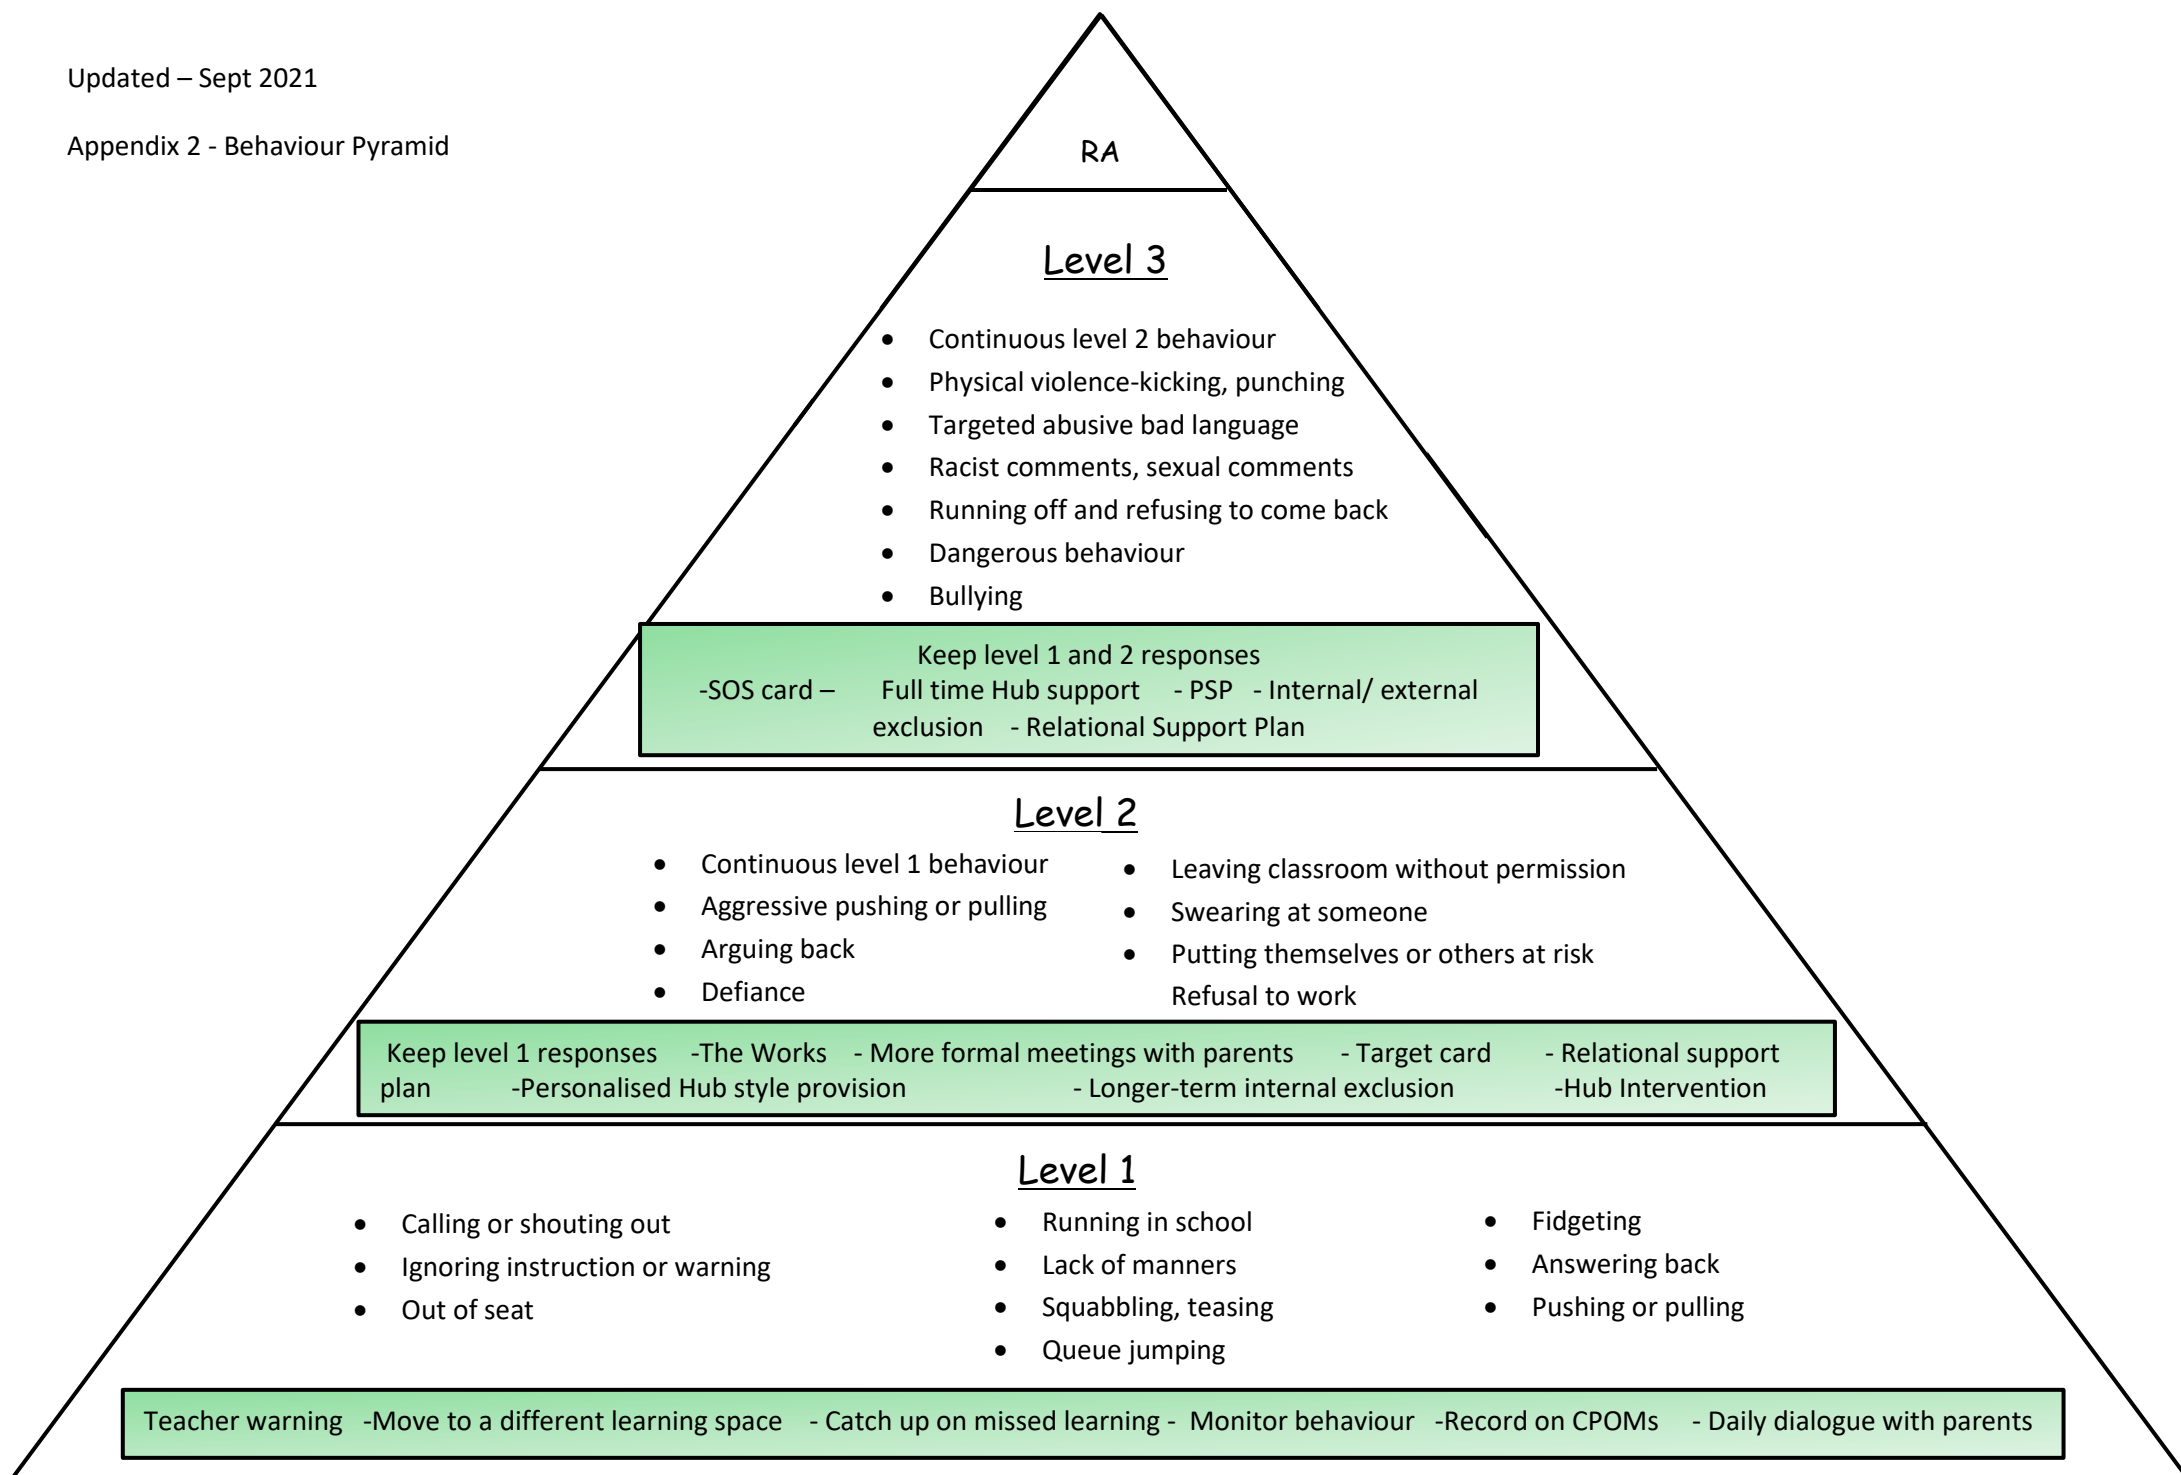 Updated – Sept 2021
Appendix 2 - Behaviour Pyramid
RA
Level 3
• Continuous level 2 behaviour
• Physical violence-kicking, punching
• Targeted abusive bad language
• Racist comments, sexual comments
• Running off and refusing to come back
• Dangerous behaviour
• Bullying
Keep level 1 and 2 responses
-SOS card – Full time Hub support - PSP - Internal/ external
exclusion - Relational Support Plan
Level 2
• Continuous level 1 behaviour
• Aggressive pushing or pulling
• Arguing back
• Defiance
• Leaving classroom without permission
• Swearing at someone
• Putting themselves or others at risk
Refusal to work
Keep level 1 responses -The Works - More formal meetings with parents - Target card - Relational support
plan -Personalised Hub style provision - Longer-term internal exclusion -Hub Intervention
Level 1
• Calling or shouting out
• Ignoring instruction or warning
• Out of seat
• Running in school
• Lack of manners
• Squabbling, teasing
• Queue jumping
• Fidgeting
• Answering back
• Pushing or pulling
Teacher warning -Move to a different learning space - Catch up on missed learning - Monitor behaviour -Record on CPOMs - Daily dialogue with parents